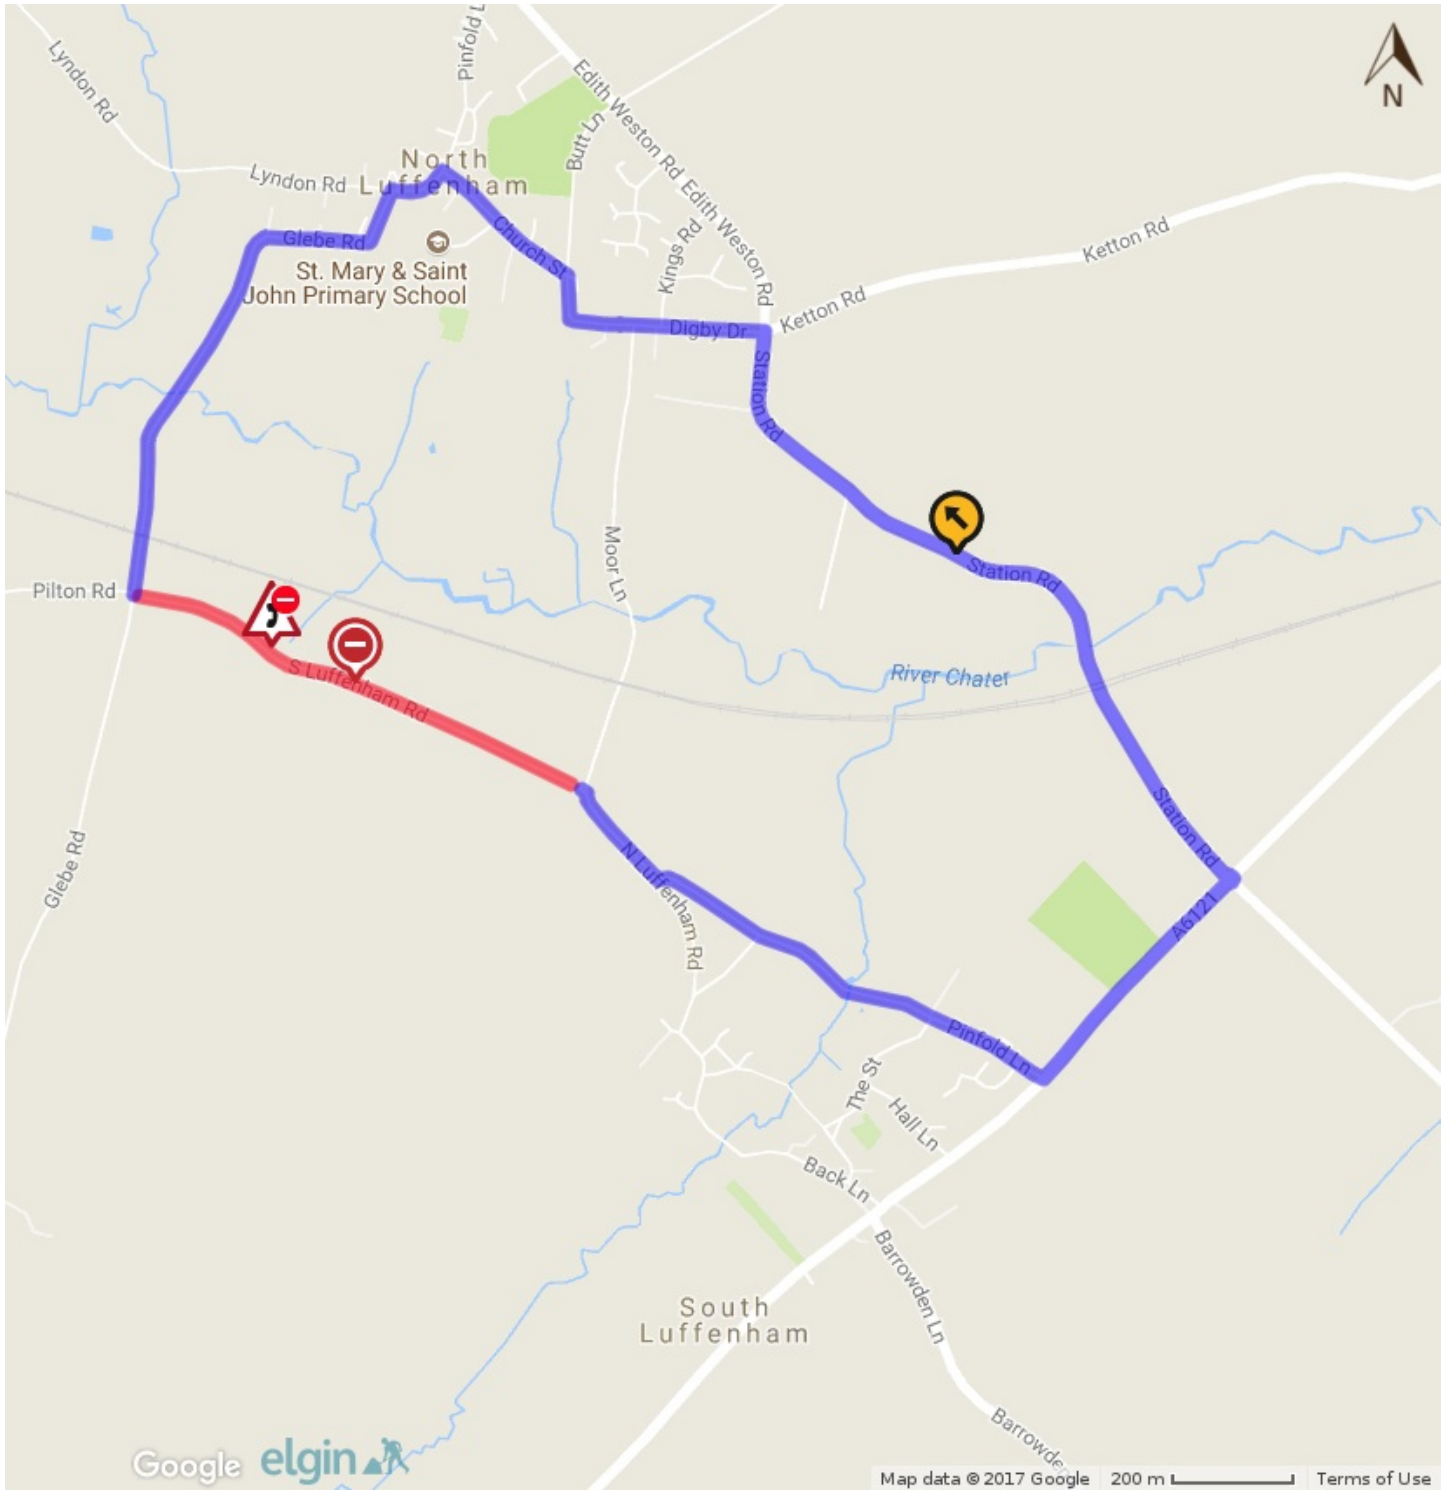 Pinfold L
Lyndon Rd
Edith Weston Rd
N
Butt Ln
North
Luffenham
Lyndon Rd
Edith Weston Rd
Church St
Kings Rd
Glebe Rd
Ketton Rd
St. Mary & Saint
John Primary School
Ketton Rd
Digby Dr
Station Rd
Moor Ln
Station Rd
Pilton Rd
River Chater
S Luffenham Rd
Station Rd
Glebe Rd
N Luffenham Rd
A6121
Pinfold Ln
The St
Hall Ln
Back Ln
Barrowden Ln
South
Luffenham
Barrowde
Google elgin
Map data © 2017 Google 200 m Terms of Use